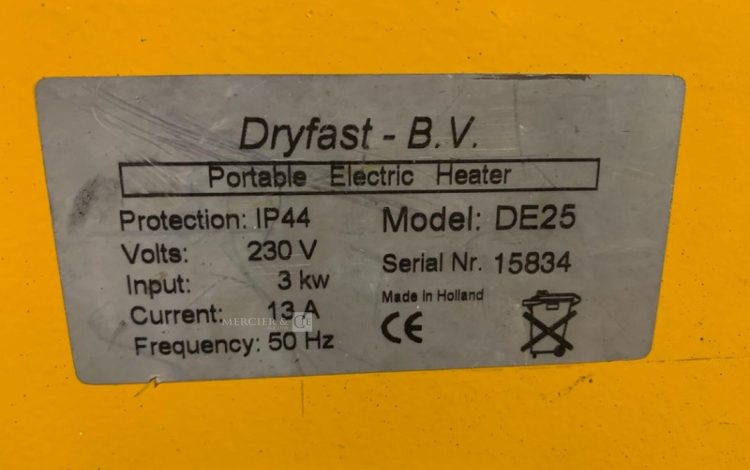 Dryfast - B.V.
Portable Electric Heater
Protection: IP44
Volts: 230 V
Input: 3 kw
Current: 13 A
Frequency: 50 Hz
Model: DE25
Serial Nr. 15834
Made in Holland
CE
MERCIER & CIE